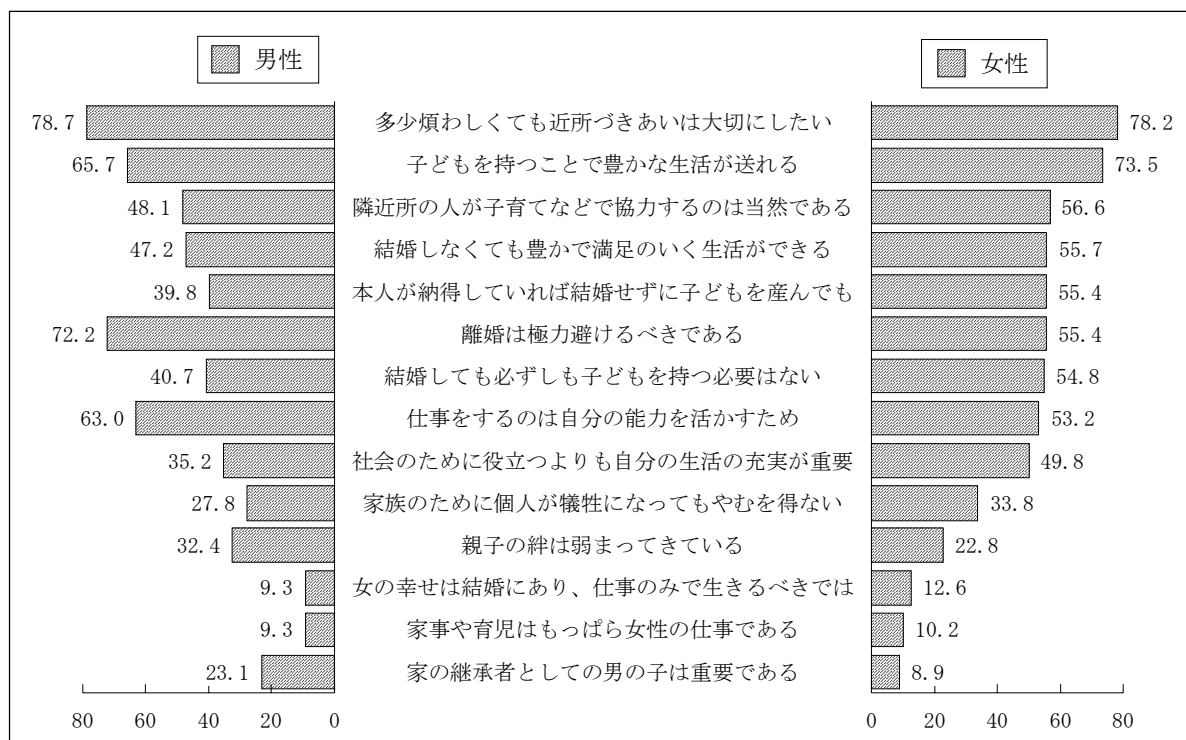 男性 女性
78.7 多少煩わしくても近所づきあいは大切にしたい 78.2
65.7 子どもを持つことで豊かな生活が送れる 73.5
48.1 隣近所の人が子育てなどで協力するのは当然である 56.6
47.2 結婚しなくても豊かで満足のいく生活ができる 55.7
39.8 本人が納得していれば結婚せずに子どもを産んでも 55.4
72.2 離婚は極力避けるべきである 55.4
40.7 結婚しても必ずしも子どもを持つ必要はない 54.8
63.0 仕事をするのは自分の能力を活かすため 53.2
35.2 社会のために役立つよりも自分の生活の充実が重要 49.8
27.8 家族のために個人が犠牲になってもやむを得ない 33.8
32.4 親子の絆は弱まってきている 22.8
9.3 女の幸せは結婚にあり、仕事のみで生きるべきでは 12.6
9.3 家事や育児はもっぱら女性の仕事である 10.2
23.1 家の継承者としての男の子は重要である 8.9
80 60 40 20 0 0 20 40 60 80